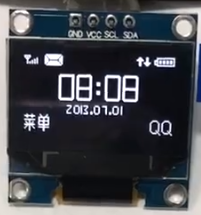 GND VCC SCL SDA
08:08
2013.07.01
菜单 QQ